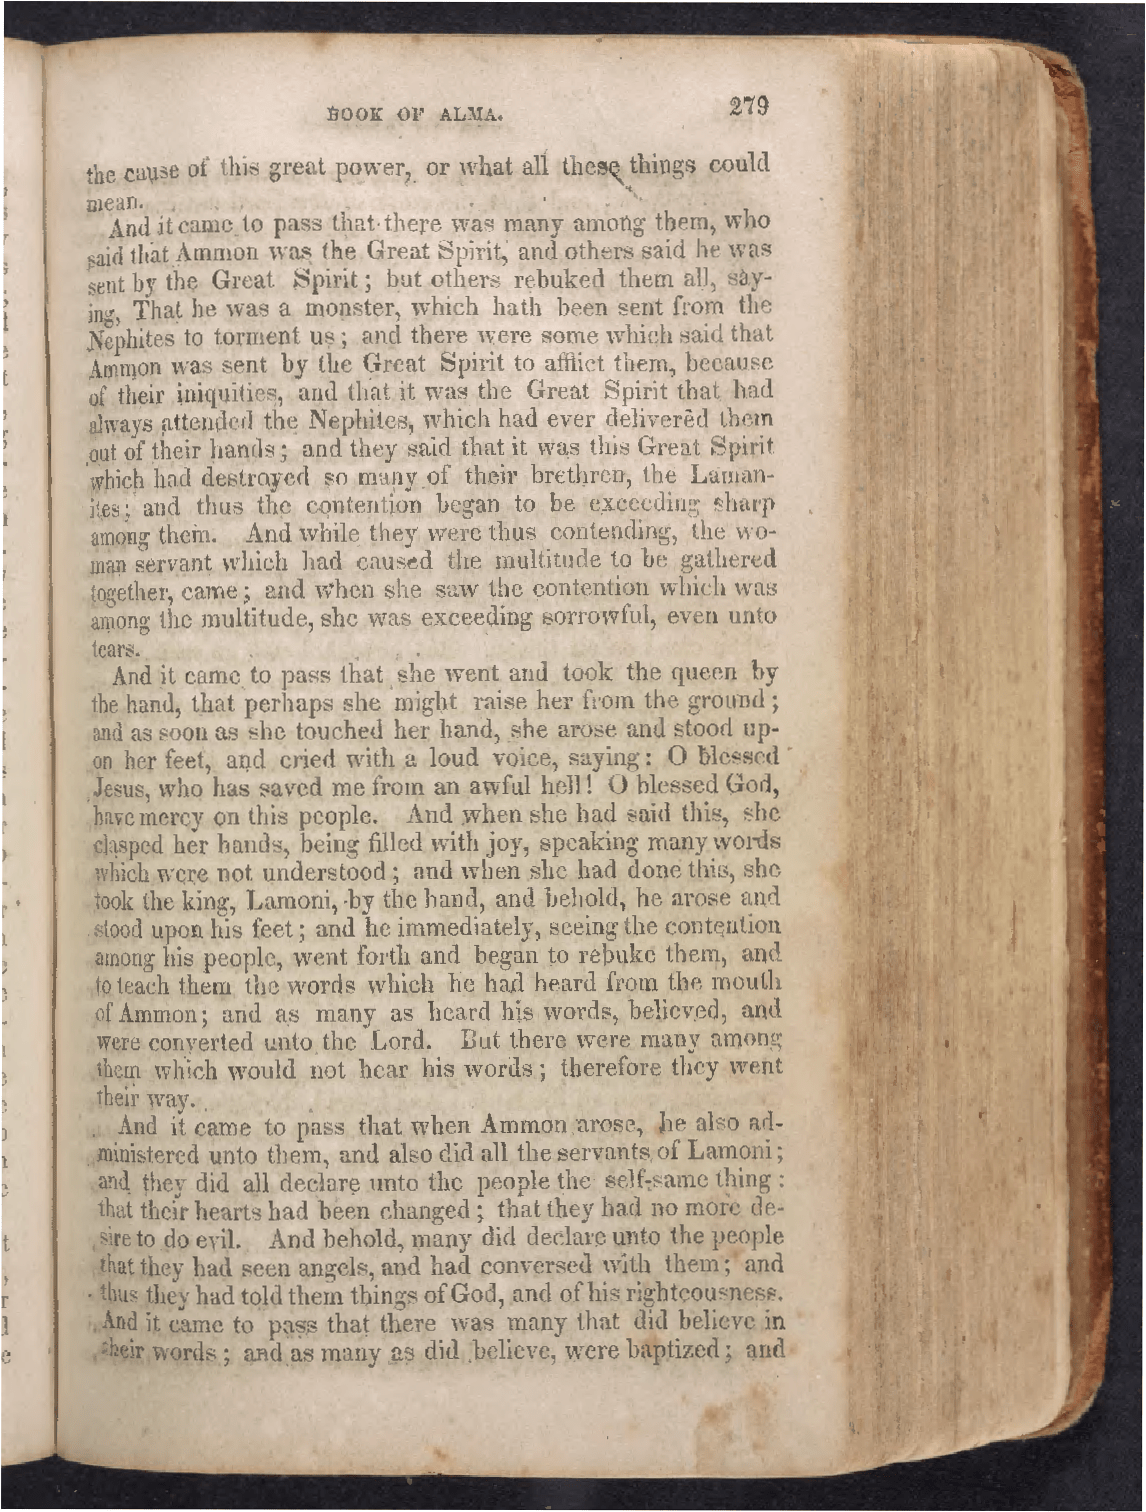 BOOK OF ALMA. 279
the cause of this great power, or what all these things could
mean.
And it came to pass that there was many among them, who
said that Ammon was the Great Spirit, and others said he was
sent by the Great Spirit; but others rebuked them all, say-
ing, That he was a monster, which hath been sent from the
Nephites to torment us; and there were some which said that
Ammon was sent by the Great Spirit to afflict them, because
of their iniquities, and that it was the Great Spirit that had
always attended the Nephites, which had ever delivered them
out of their hands; and they said that it was this Great Spirit
which had destroyed so many of their brethren, the Laman-
ites; and thus the contention began to be exceeding sharp
among them. And while they were thus contending, the wo-
man servant which had caused the multitude to be gathered
together, came; and when she saw the contention which was
among the multitude, she was exceeding sorrowful, even unto
tears.
And it came to pass that she went and took the queen by
the hand, that perhaps she might raise her from the ground;
and as soon as she touched her hand, she arose and stood up-
on her feet, and cried with a loud voice, saying: O blessed
Jesus, who has saved me from an awful hell! O blessed God,
have mercy on this people. And when she had said this, she
clasped her hands, being filled with joy, speaking many words
which were not understood; and when she had done this, she
took the king, Lamoni, by the hand, and behold, he arose and
stood upon his feet; and he immediately, seeing the contention
among his people, went forth and began to rebuke them, and
to teach them the words which he had heard from the mouth
of Ammon; and as many as heard his words, believed, and
were converted unto the Lord. But there were many among
them which would not hear his words; therefore they went
their way.
And it came to pass that when Ammon arose, he also ad-
ministered unto them, and also did all the servants of Lamoni;
and they did all declare unto the people the self-same thing:
that their hearts had been changed; that they had no more de-
sire to do evil. And behold, many did declare unto the people
that they had seen angels, and had conversed with them; and
thus they had told them things of God, and of his righteousness.
And it came to pass that there was many that did believe in
their words; and as many as did believe, were baptized; and